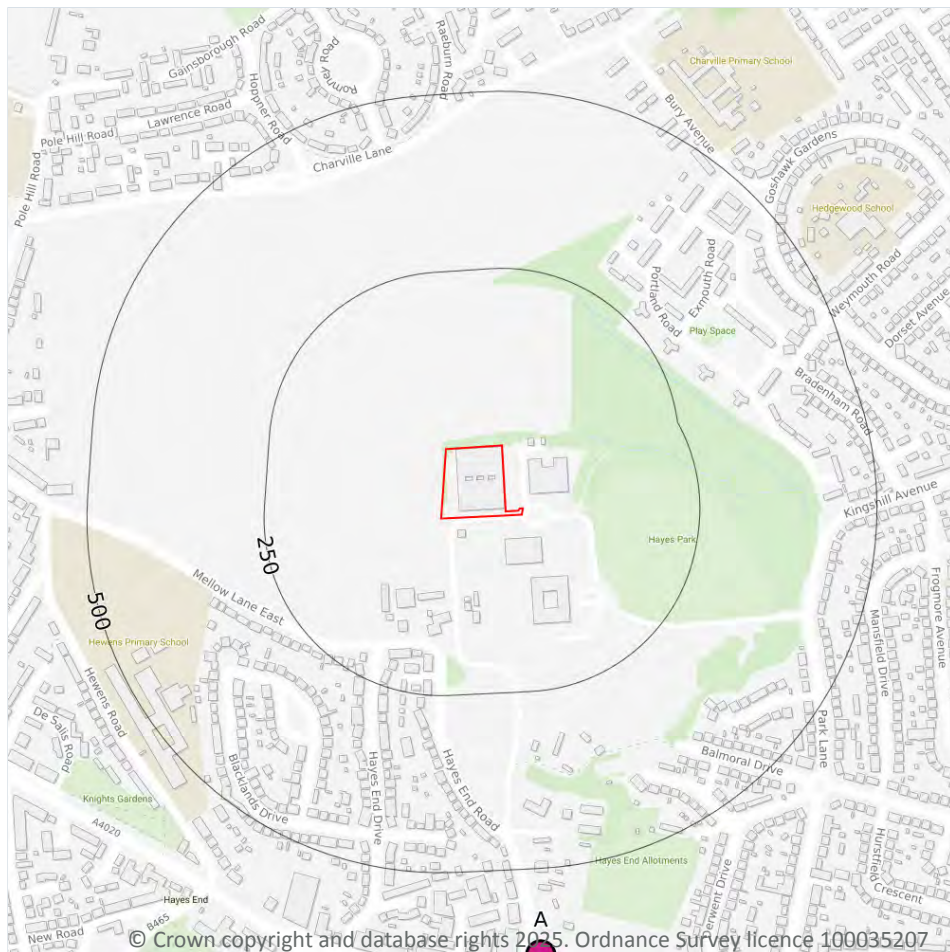 Gainsborough Road
Romney Road
Raeburn Road
Hoppner Road
Lawrence Road
Pole Hill Road
Pole Hill Road
Charville Lane
Charville Primary School
Bury Avenue
Goshawk Gardens
Hedgewood School
Weymouth Road
Dorset Avenue
Portland Road
Exmouth Road
Play Space
Bradenham Road
Kingshill Avenue
Hayes Park
250
500
Mellow Lane East
Hewens Primary School
Hewens Road
De Salis Road
Knights Gardens
A4020
Blacklands Drive
Hayes End Drive
Hayes End Road
Frogmore Avenue
Mansfield Drive
Park Lane
Balmoral Drive
Hayes End Allotments
Derwent Drive
Hurstfield
Crescent
Hayes End
New Road
B465
A
© Crown copyright and database rights 2025. Ordnance Survey licence 100035207